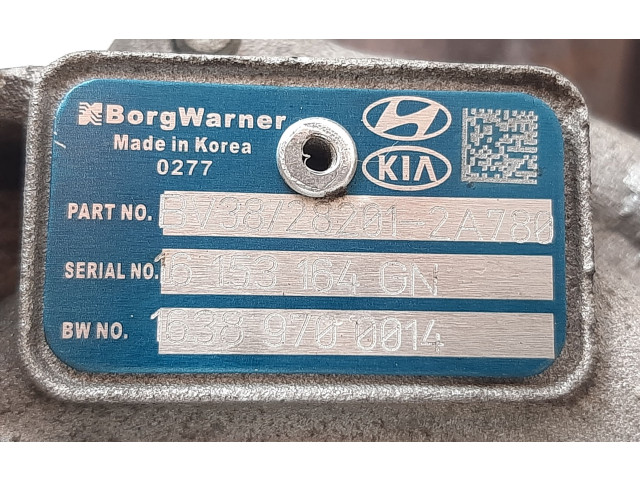 BorgWarner
Made in Korea
0277
KIA
PART NO. 3738/28201-2A780
SERIAL NO. 16 153 164 GN
BW NO. 1638 970 0014